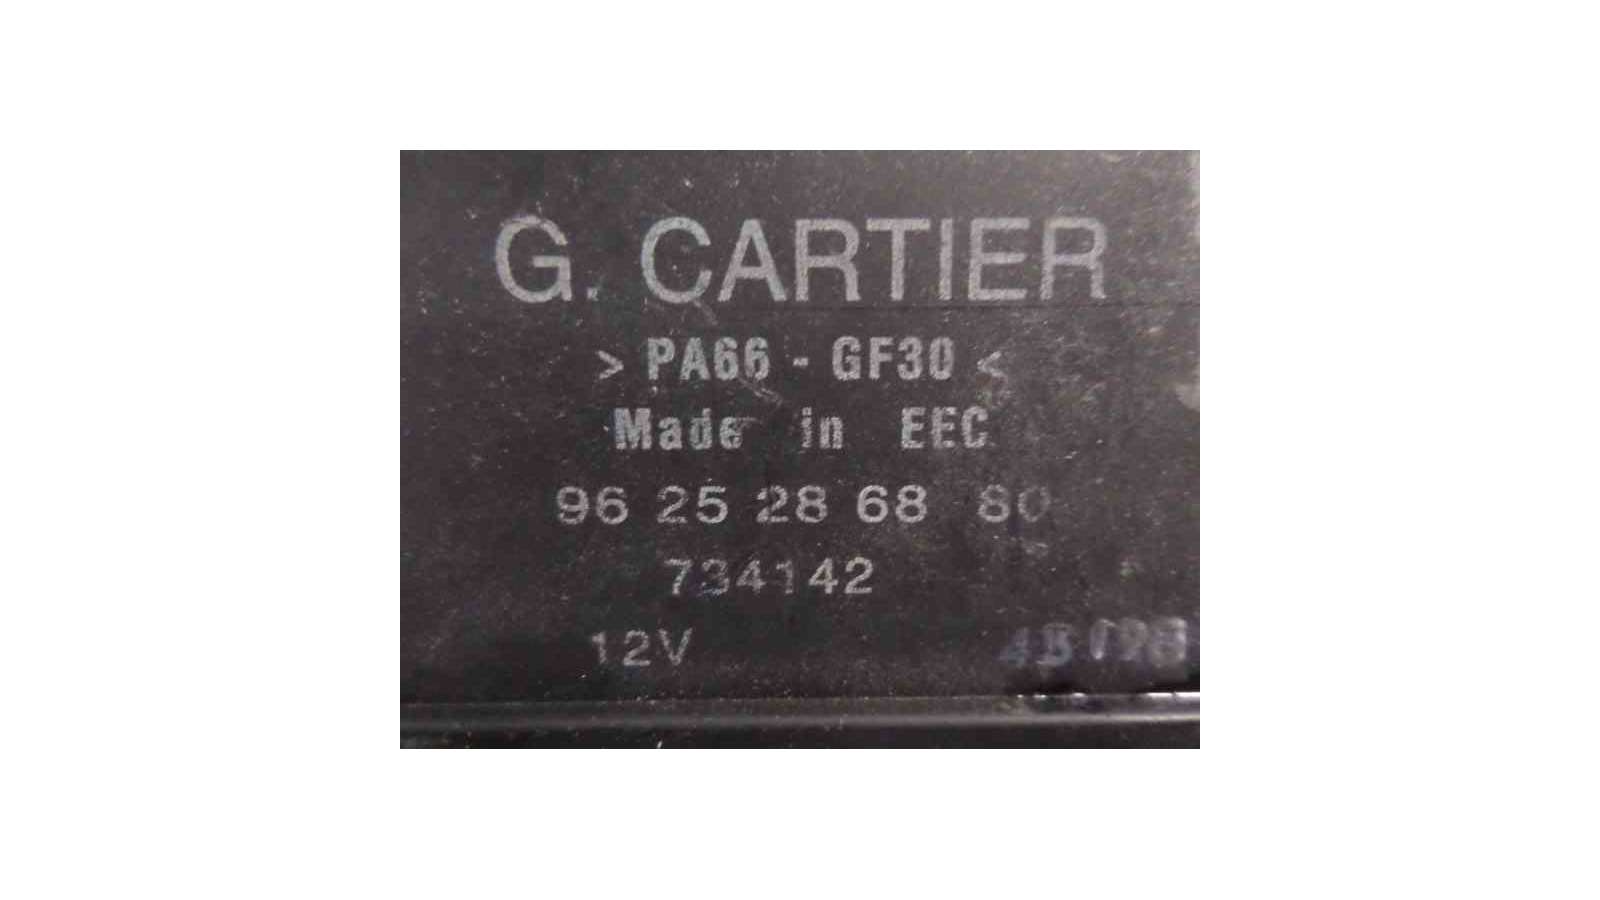 G. CARTIER
> PA66 - GF30 <
Made in EEC
96 25 28 68 80
734142
12V